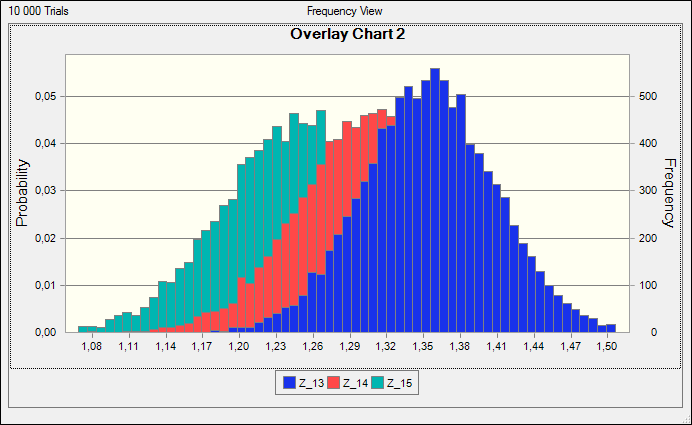 10 000 Trials Frequency View
Overlay Chart 2
Probability
0,05
0,04
0,03
0,02
0,01
0,00
500
400
300
200
100
0
Frequency
1,08 1,11 1,14 1,17 1,20 1,23 1,26 1,29 1,32 1,35 1,38 1,41 1,44 1,47 1,50
Z_13 Z_14 Z_15